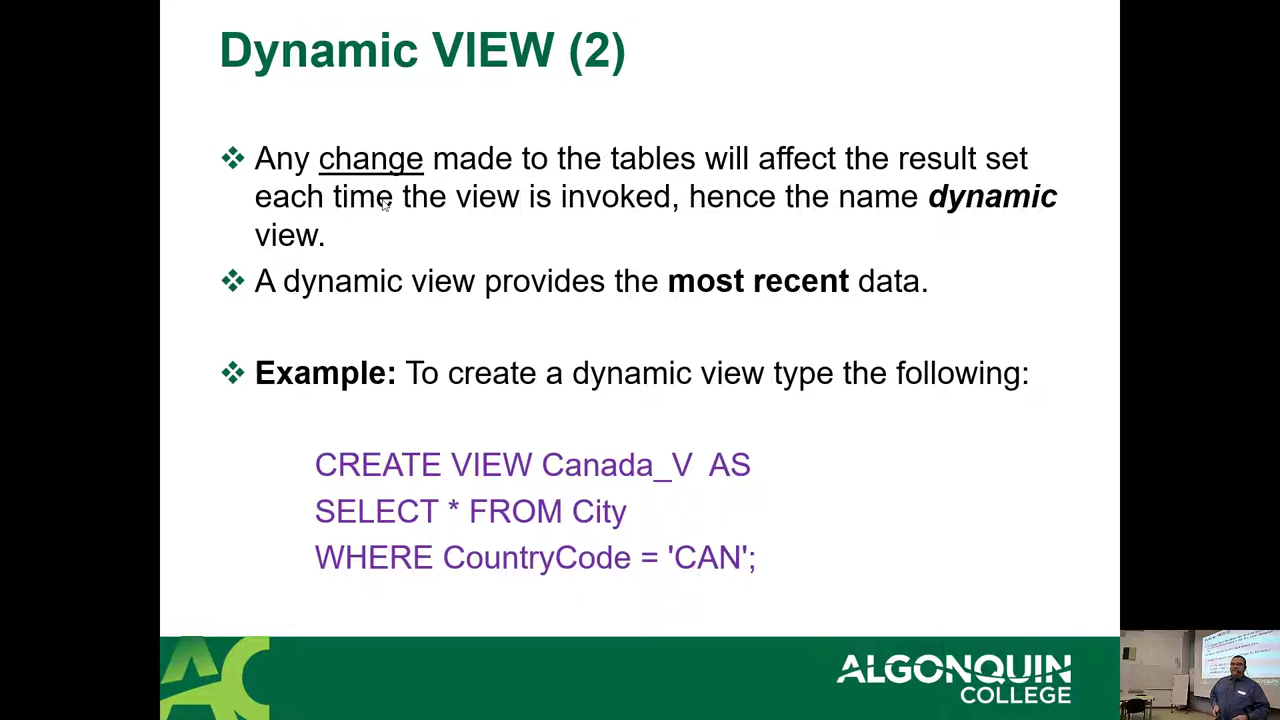 Dynamic VIEW (2)
Any change made to the tables will affect the result set
each time the view is invoked, hence the name dynamic
view.
A dynamic view provides the most recent data.
Example: To create a dynamic view type the following:
CREATE VIEW Canada_V AS
SELECT * FROM City
WHERE CountryCode = 'CAN';
AC
ALGONQUIN
COLLEGE